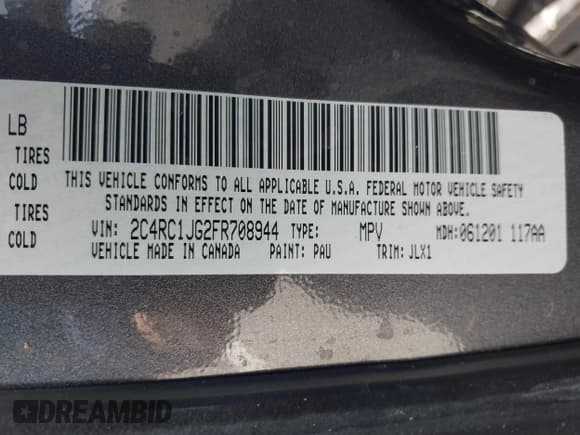 LB
TIRES
COLD THIS VEHICLE CONFORMS TO ALL APPLICABLE U.S.A. FEDERAL MOTOR VEHICLE SAFETY
TIRES STANDARDS IN EFFECT ON THE DATE OF MANUFACTURE SHOWN ABOVE.
COLD VIN: 2C4RC1JG2FR708944 TYPE: MPV MDH:061201 117AA
VEHICLE MADE IN CANADA PAINT: PAU TRIM: JLX1
DREAMBID